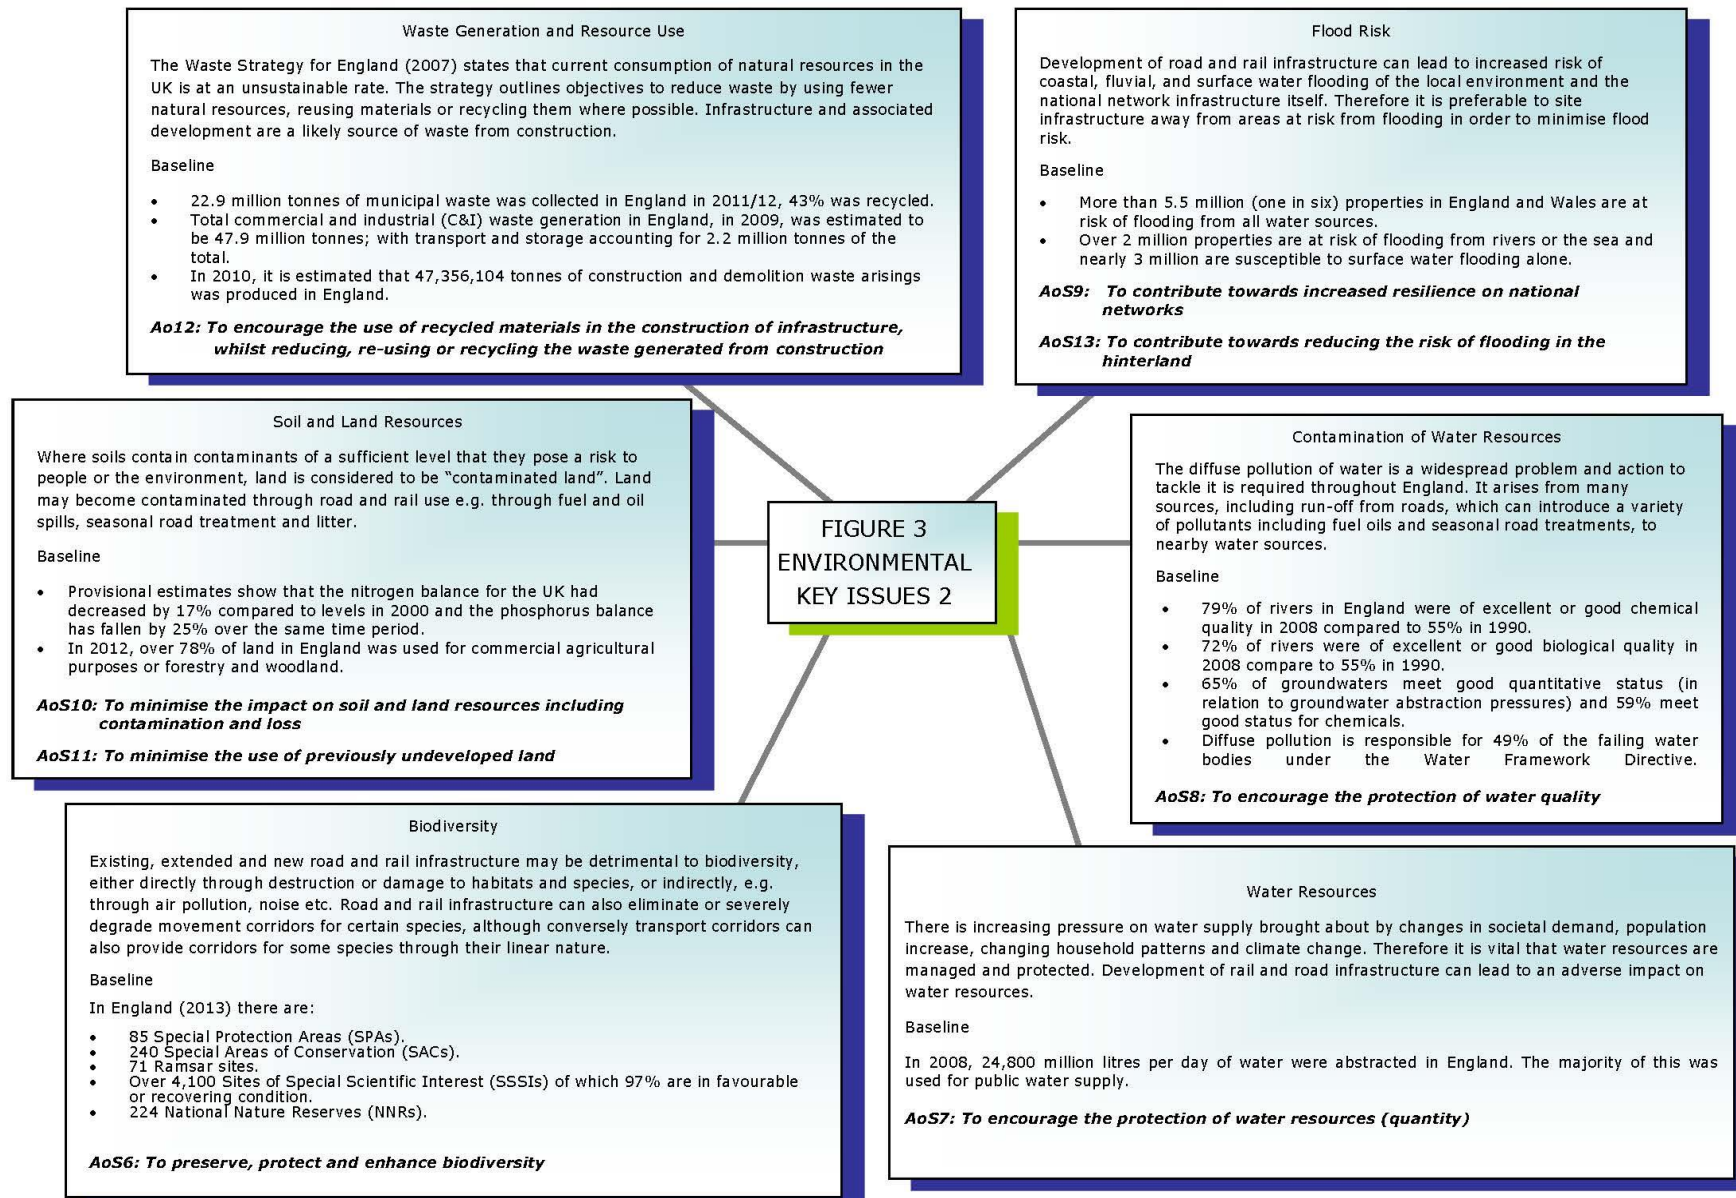 Waste Generation and Resource Use
The Waste Strategy for England (2007) states that current consumption of natural resources in the
UK is at an unsustainable rate. The strategy outlines objectives to reduce waste by using fewer
natural resources, reusing materials or recycling them where possible. Infrastructure and associated
development are a likely source of waste from construction.
Baseline
• 22.9 million tonnes of municipal waste was collected in England in 2011/12, 43% was recycled.
• Total commercial and industrial (C&I) waste generation in England, in 2009, was estimated to
be 47.9 million tonnes; with transport and storage accounting for 2.2 million tonnes of the
total.
• In 2010, it is estimated that 47,356,104 tonnes of construction and demolition waste arisings
was produced in England.
Ao12: To encourage the use of recycled materials in the construction of infrastructure,
whilst reducing, re-using or recycling the waste generated from construction
Flood Risk
Development of road and rail infrastructure can lead to increased risk of
coastal, fluvial, and surface water flooding of the local environment and the
national network infrastructure itself. Therefore it is preferable to site
infrastructure away from areas at risk from flooding in order to minimise flood
risk.
Baseline
• More than 5.5 million (one in six) properties in England and Wales are at
risk of flooding from all water sources.
• Over 2 million properties are at risk of flooding from rivers or the sea and
nearly 3 million are susceptible to surface water flooding alone.
AoS9: To contribute towards increased resilience on national
networks
AoS13: To contribute towards reducing the risk of flooding in the
hinterland
Soil and Land Resources
Where soils contain contaminants of a sufficient level that they pose a risk to
people or the environment, land is considered to be “contaminated land”. Land
may become contaminated through road and rail use e.g. through fuel and oil
spills, seasonal road treatment and litter.
Baseline
• Provisional estimates show that the nitrogen balance for the UK had
decreased by 17% compared to levels in 2000 and the phosphorus balance
has fallen by 25% over the same time period.
• In 2012, over 78% of land in England was used for commercial agricultural
purposes or forestry and woodland.
AoS10: To minimise the impact on soil and land resources including
contamination and loss
AoS11: To minimise the use of previously undeveloped land
FIGURE 3
ENVIRONMENTAL
KEY ISSUES 2
Contamination of Water Resources
The diffuse pollution of water is a widespread problem and action to
tackle it is required throughout England. It arises from many
sources, including run-off from roads, which can introduce a variety
of pollutants including fuel oils and seasonal road treatments, to
nearby water sources.
Baseline
• 79% of rivers in England were of excellent or good chemical
quality in 2008 compared to 55% in 1990.
• 72% of rivers were of excellent or good biological quality in
2008 compare to 55% in 1990.
• 65% of groundwaters meet good quantitative status (in
relation to groundwater abstraction pressures) and 59% meet
good status for chemicals.
• Diffuse pollution is responsible for 49% of the failing water
bodies under the Water Framework Directive.
AoS8: To encourage the protection of water quality
Biodiversity
Existing, extended and new road and rail infrastructure may be detrimental to biodiversity,
either directly through destruction or damage to habitats and species, or indirectly, e.g.
through air pollution, noise etc. Road and rail infrastructure can also eliminate or severely
degrade movement corridors for certain species, although conversely transport corridors can
also provide corridors for some species through their linear nature.
Baseline
In England (2013) there are:
• 85 Special Protection Areas (SPAs).
• 240 Special Areas of Conservation (SACs).
• 71 Ramsar sites.
• Over 4,100 Sites of Special Scientific Interest (SSSIs) of which 97% are in favourable
or recovering condition.
• 224 National Nature Reserves (NNRs).
AoS6: To preserve, protect and enhance biodiversity
Water Resources
There is increasing pressure on water supply brought about by changes in societal demand, population
increase, changing household patterns and climate change. Therefore it is vital that water resources are
managed and protected. Development of rail and road infrastructure can lead to an adverse impact on
water resources.
Baseline
In 2008, 24,800 million litres per day of water were abstracted in England. The majority of this was
used for public water supply.
AoS7: To encourage the protection of water resources (quantity)